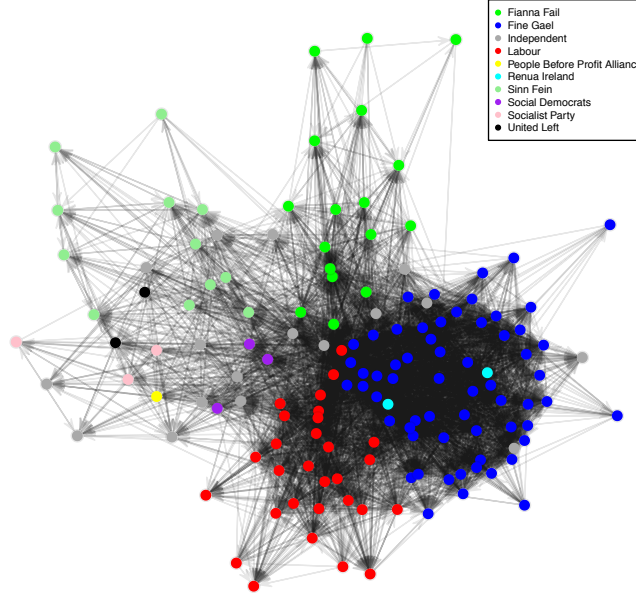 Fianna Fail
Fine Gael
Independent
Labour
People Before Profit Allianc
Renua Ireland
Sinn Fein
Social Democrats
Socialist Party
United Left